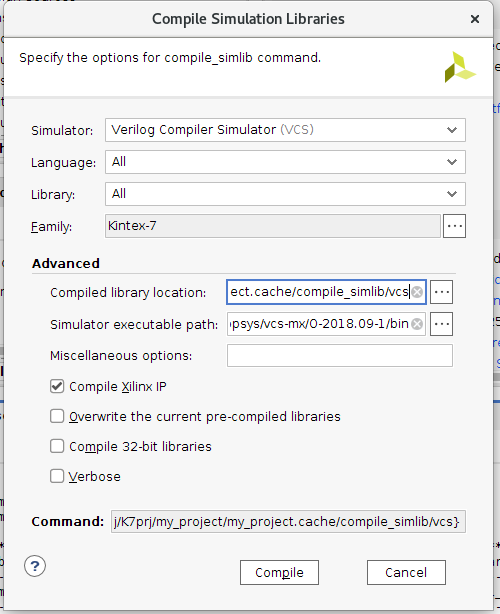 Compile Simulation Libraries
Specify the options for compile_simlib command.
Simulator: Verilog Compiler Simulator (VCS)
Language: All
Library: All
Family: Kintex-7
Advanced
Compiled library location: ect.cache/compile_simlib/vcs
Simulator executable path: psys/vcs-mx/O-2018.09-1/bin
Miscellaneous options:
Compile Xilinx IP
Overwrite the current pre-compiled libraries
Compile 32-bit libraries
Verbose
Command: j/K7prj/my_project/my_project.cache/compile_simlib/vcs}
?
Compile
Cancel